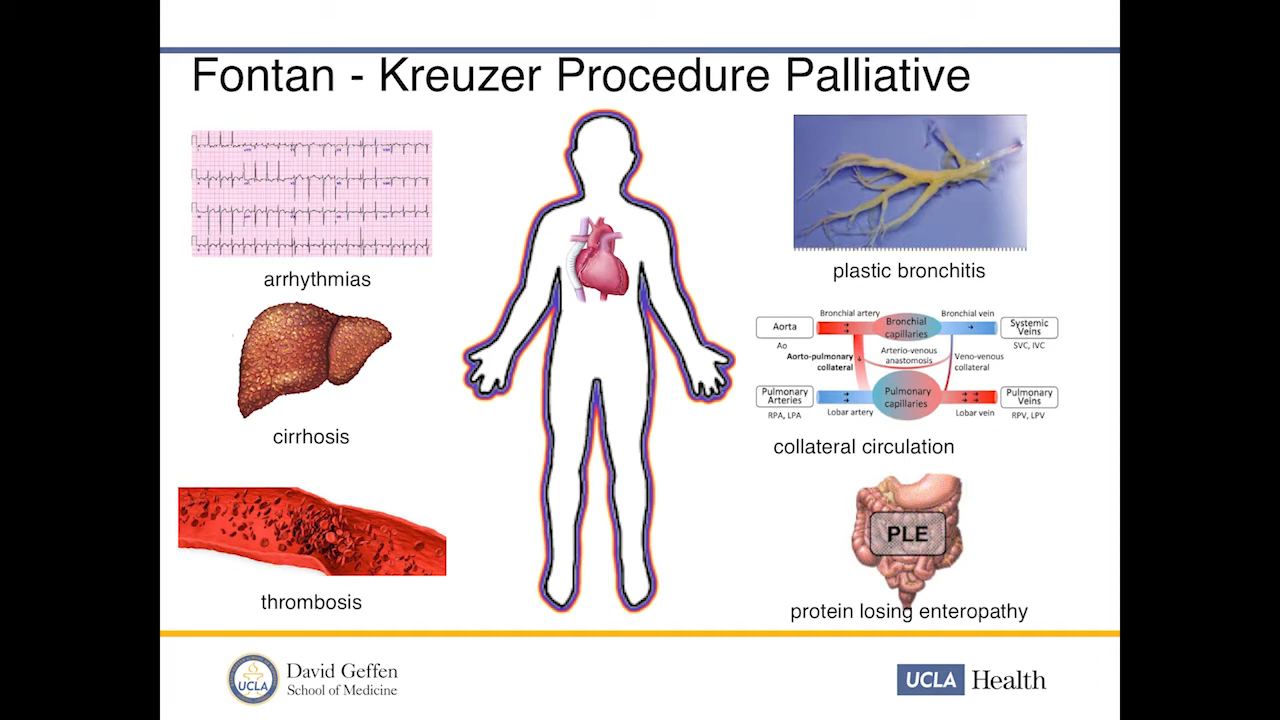 Fontan - Kreuzer Procedure Palliative
arrhythmias
cirrhosis
thrombosis
plastic bronchitis
Bronchial artery
Bronchial vein
Aorta
Bronchial
capillaries
Systemic
Veins
Ao
SVC, IVC
Aorto-pulmonary
collateral
Arterio-venous
anastomosis
Veno-venous
collateral
Pulmonary
Arteries
Pulmonary
capillaries
Pulmonary
Veins
RPA, LPA
Lobar artery
Lobar vein
RPV, LPV
collateral circulation
PLE
protein losing enteropathy
UCLA
David Geffen
School of Medicine
UCLA Health